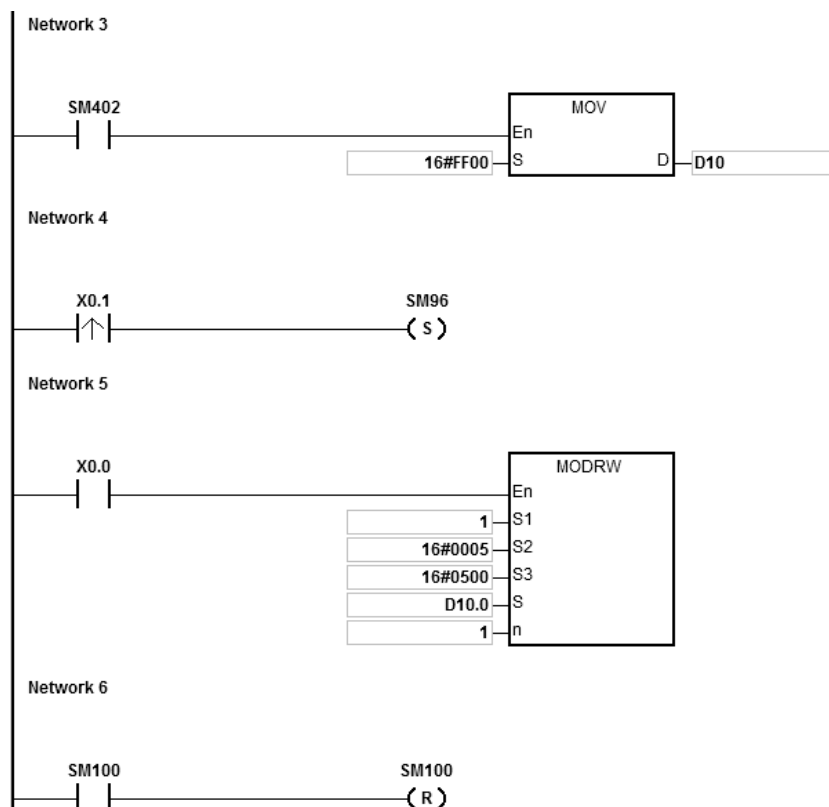 Network 3
SM402
MOV
En
16#FF00 S D D10
Network 4
X0.1 SM96
S
Network 5
X0.0 MODRW
En
1 S1
16#0005 S2
16#0500 S3
D10.0 S
1 n
Network 6
SM100 SM100
R